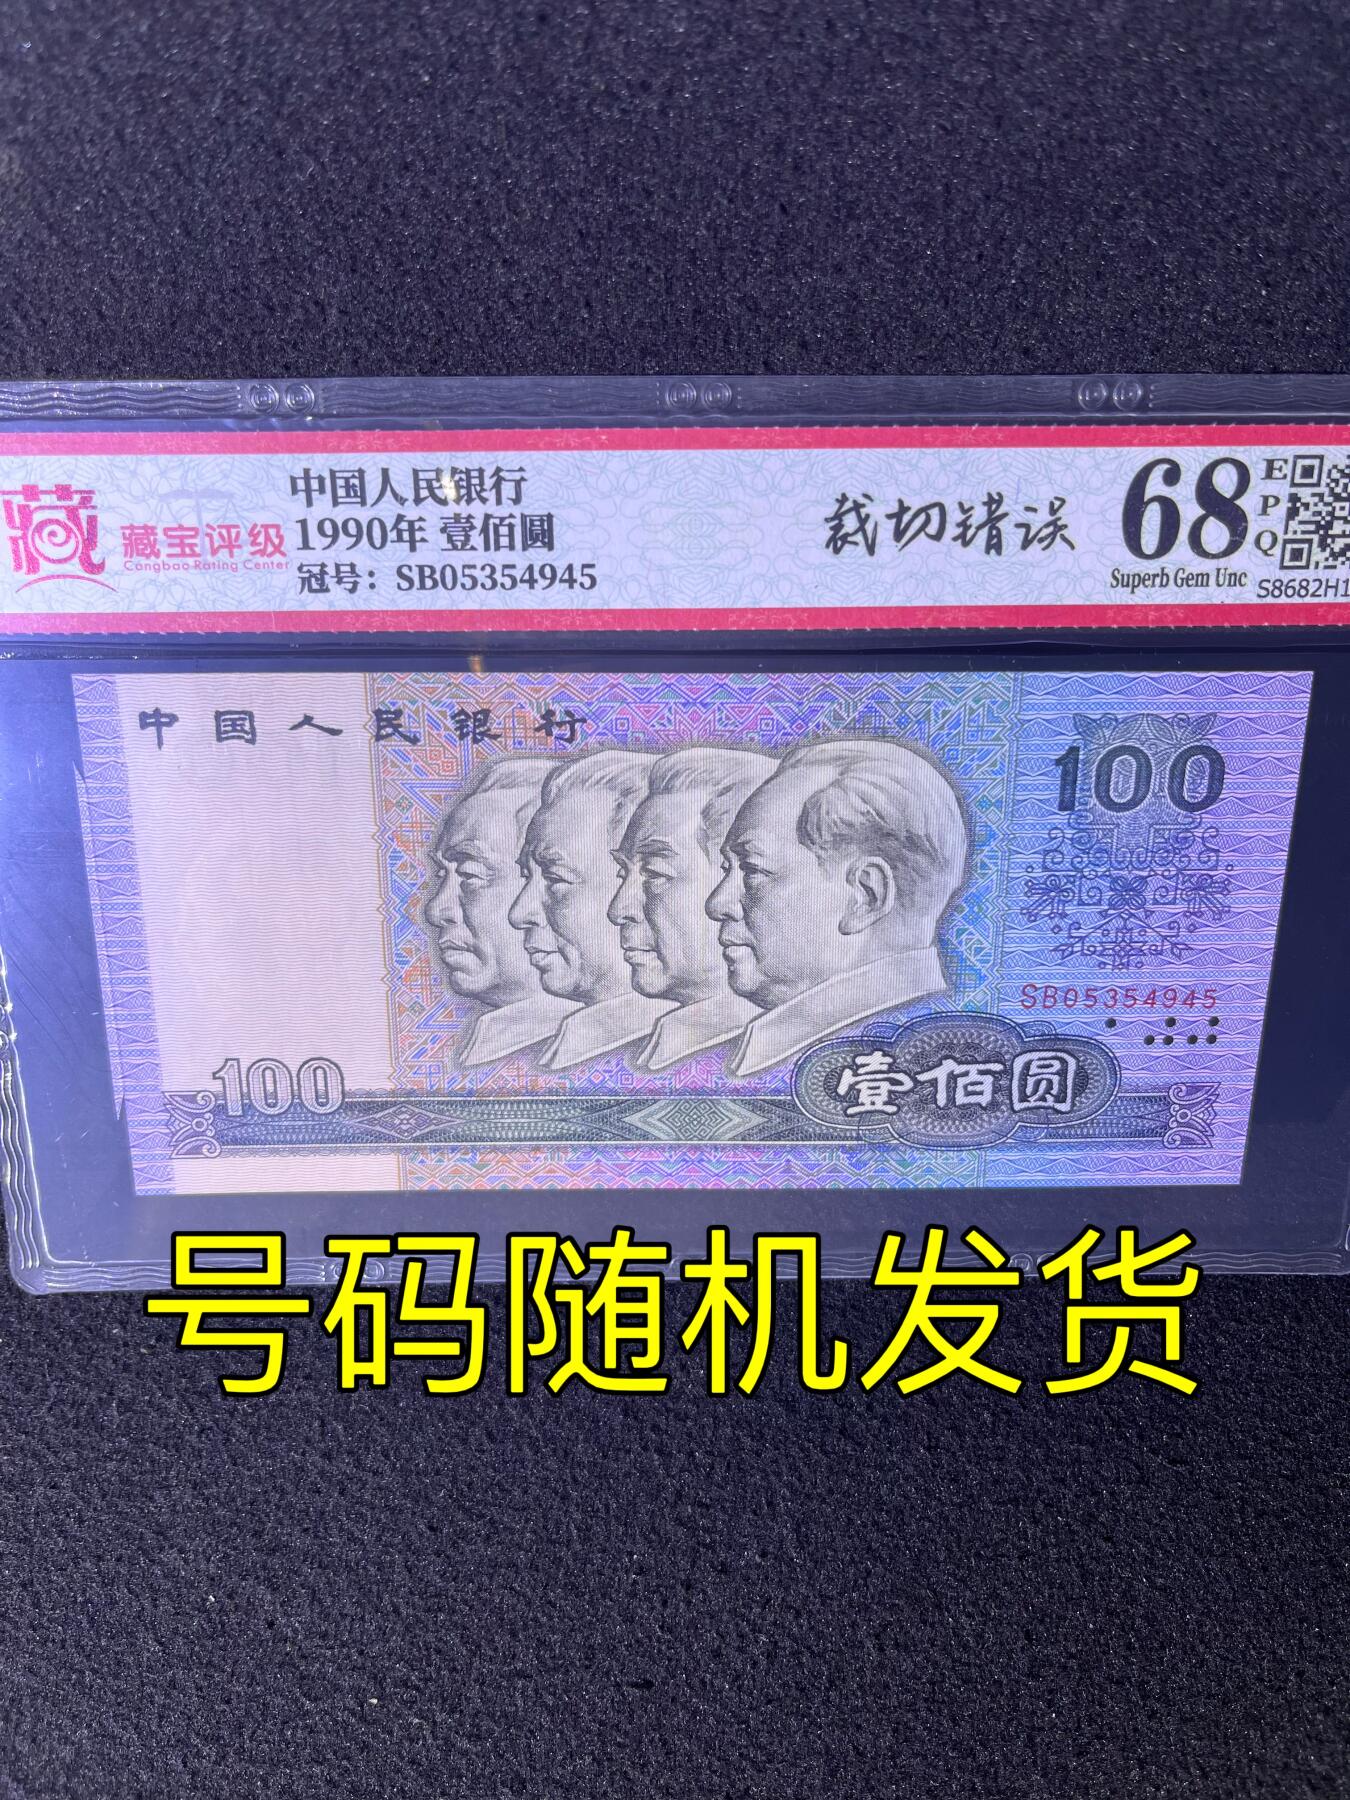 藏
藏宝评级
Cangbao Rating Center
中国人民银行
1990年 壹佰圆
冠号：SB05354945
裁切错误
68
EPQ
Superb Gem Unc
S8682H1
中国人民银行
100
SB05354945
100
壹佰圆
号码随机发货